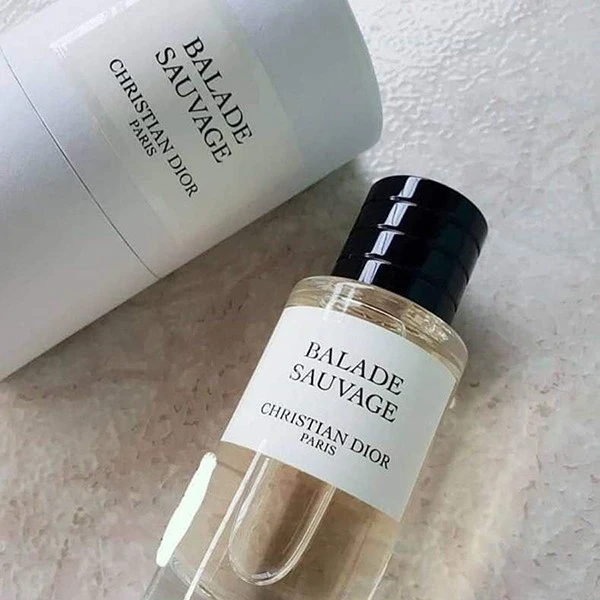 BALADE
SAUVAGE
CHRISTIAN DIOR
PARIS
BALADE
SAUVAGE
CHRISTIAN DIOR
PARIS